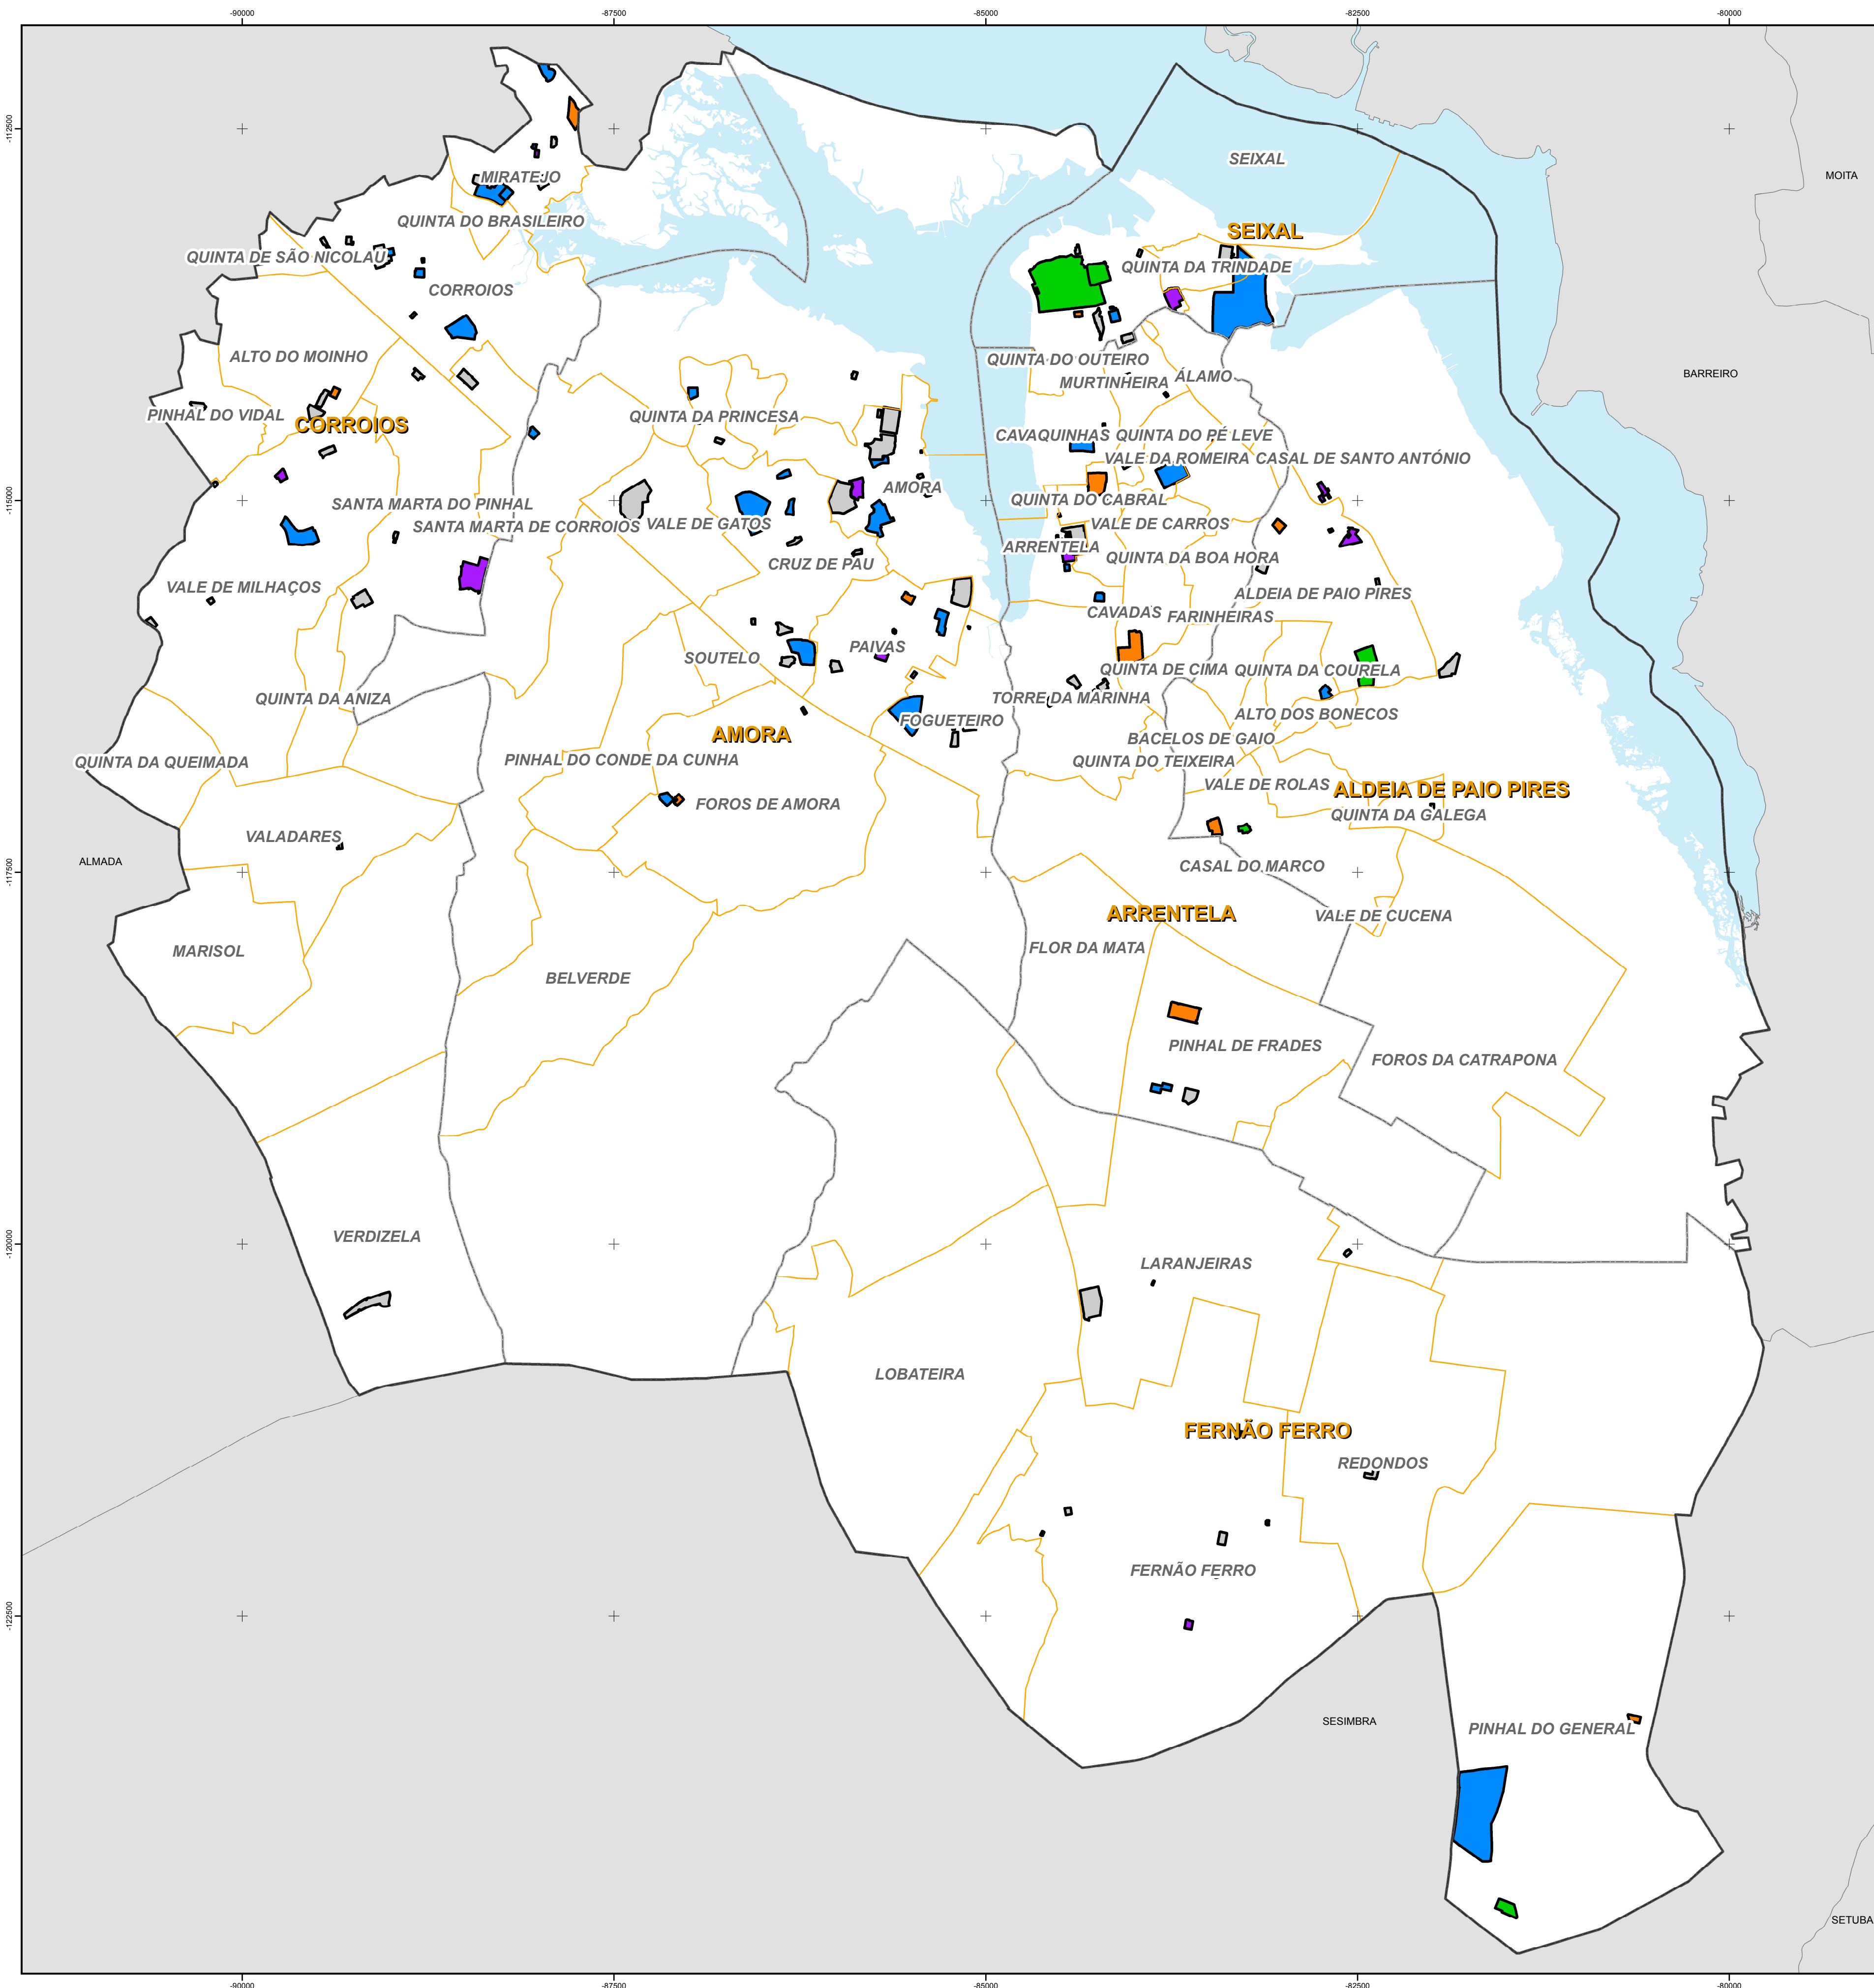 -90000
-87500
-85000
-82500
-80000
-112500
SEIXAL
MOITA
MIRATEJO
QUINTA DO BRASILEIRO
SEIXAL
QUINTA DE SÃO NICOLAU
QUINTA DA TRINDADE
CORROIOS
ALTO DO MOINHO
QUINTA DO OUTEIRO
BARREIRO
MURTINHEIRA
ÁLAMO
PINHAL DO VIDAL
QUINTA DA PRINCESA
CORROIOS
CAVAQUINHAS
QUINTA DO PÉ LEVE
VALE DA ROMEIRA
CASAL DE SANTO ANTÓNIO
AMORA
-115000
QUINTA DO CABRAL
SANTA MARTA DO PINHAL
SANTA MARTA DE CORROIOS
VALE DE GATOS
VALE DE CARROS
ARRENTELA
QUINTA DA BOA HORA
CRUZ DE PAU
VALE DE MILHAÇOS
ALDEIA DE PAIO PIRES
CAVADAS
FARINHEIRAS
PAIVAS
SOUTELO
QUINTA DE CIMA
QUINTA DA COURELA
QUINTA DA ANIZA
TORRE DA MARINHA
ALTO DOS BONECOS
FOGUETEIRO
AMORA
BACELOS DE GAIO
QUINTA DA QUEIMADA
PINHAL DO CONDE DA CUNHA
QUINTA DO TEIXEIRA
VALE DE ROLAS
ALDEIA DE PAIO PIRES
FOROS DE AMORA
QUINTA DA GALEGA
VALADARES
ALMADA
CASAL DO MARCO
-117500
ARRENTELA
VALE DE CUCENA
MARISOL
FLOR DA MATA
BELVERDE
PINHAL DE FRADES
FOROS DA CATRAPONA
VERDIZELA
-120000
LARANJEIRAS
LOBATEIRA
FERNÃO FERRO
REDONDOS
FERNÃO FERRO
-122500
SESIMBRA
PINHAL DO GENERAL
SETUBA
-90000
-87500
-85000
-82500
-80000